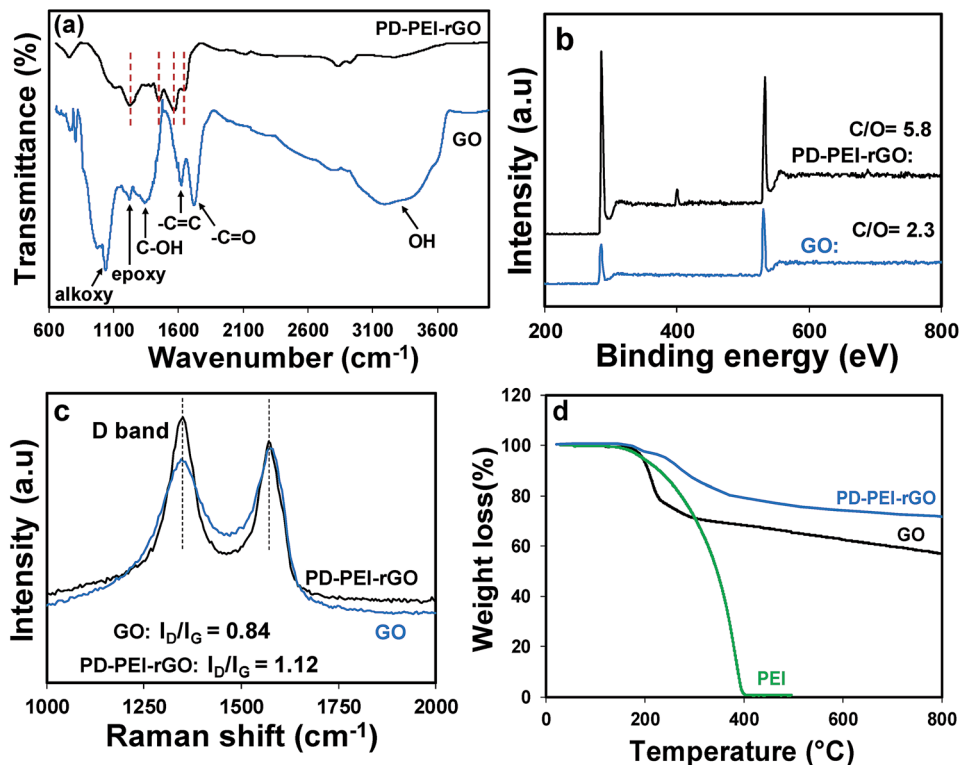 (a)
PD-PEI-rGO
GO
-C=C
-C=O
C-OH
OH
epoxy
alkoxy
Transmittance (%)
600 1100 1600 2100 2600 3100 3600
Wavenumber (cm⁻¹)
b
C/O= 5.8
PD-PEI-rGO:
C/O= 2.3
GO:
Intensity (a.u)
200 400 600 800
Binding energy (eV)
c
D band
PD-PEI-rGO
GO
GO: I_D/I_G = 0.84
PD-PEI-rGO: I_D/I_G = 1.12
Intensity (a.u)
1000 1250 1500 1750 2000
Raman shift (cm⁻¹)
d
120
100
80
60
40
20
0
PD-PEI-rGO
GO
PEI
Weight loss(%)
0 200 400 600 800
Temperature (°C)